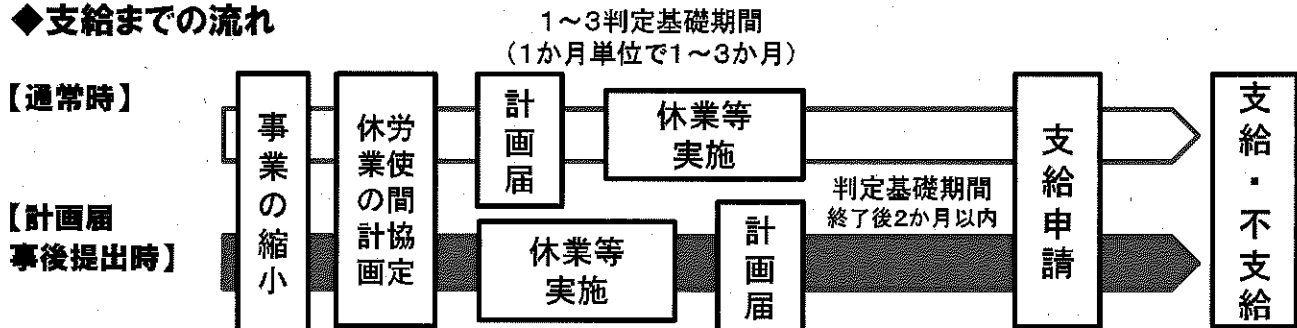 ◆支給までの流れ
1～3判定基礎期間
（1か月単位で1～3か月）
【通常時】
事業の縮小
労使間協定
休業の計画
計画届
休業等
実施
支給申請
支給・不支給
【計画届
事後提出時】
休業等
実施
計画届
判定基礎期間
終了後2か月以内